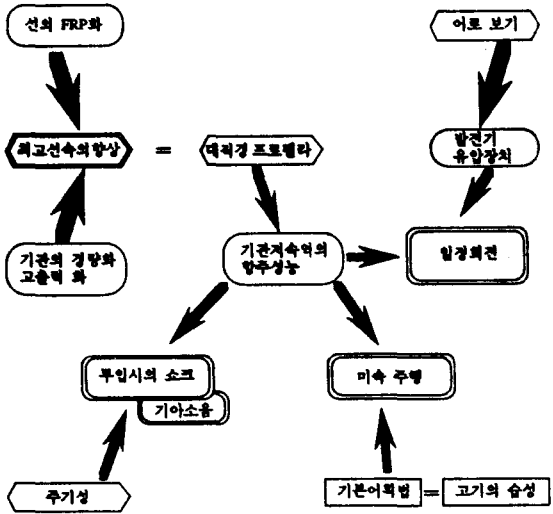 선의 FRP화
어로 보기
최고선속의향상
=
대직경 프로펠라
발전기
유압장치
기관의 경량화
고출력 화
기관저속역의
항주성능
일정회전
투입시의 쇼크
기아소음
미속 주행
주기성
기본어획법 = 고기의 습성